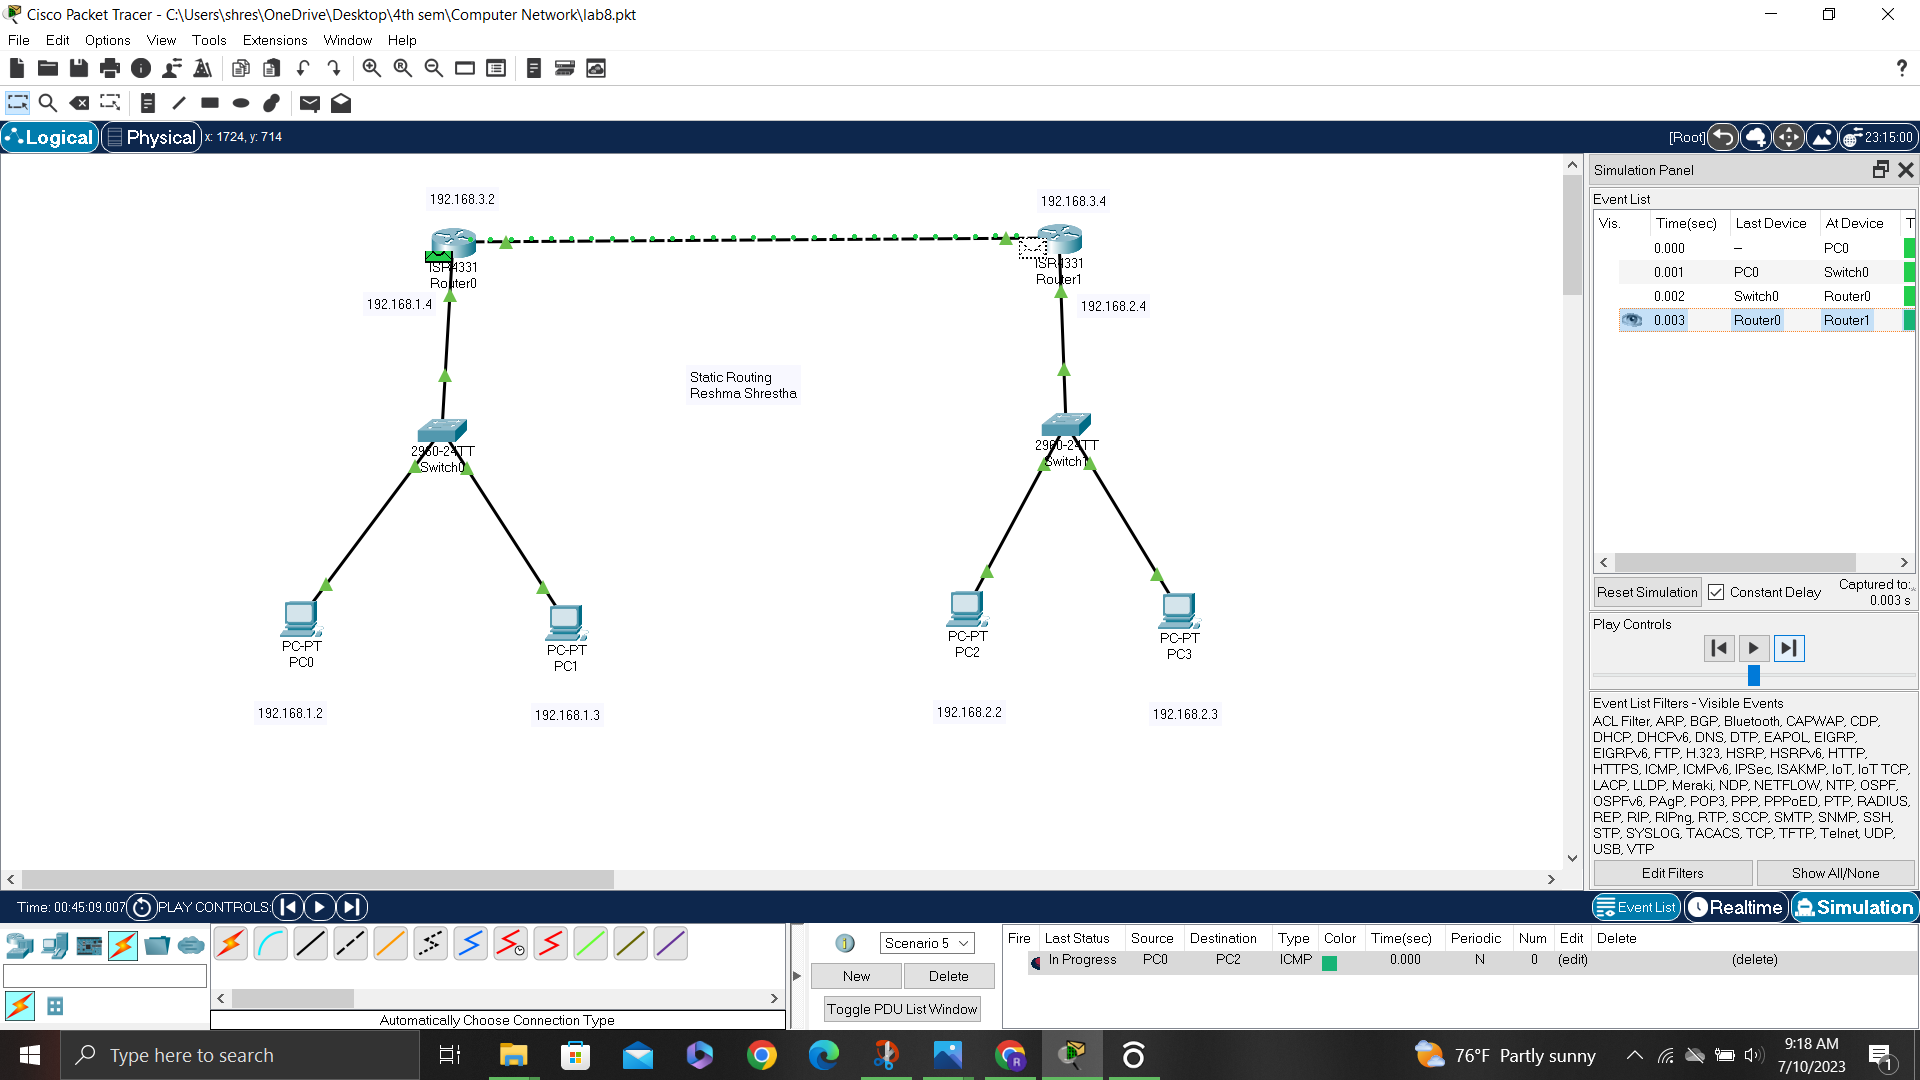 Cisco Packet Tracer - C:\Users\shres\OneDrive\Desktop\4th sem\Computer Network\lab8.pkt
File Edit Options View Tools Extensions Window Help
?
Logical Physical x: 1724, y: 714 [Root] 23:15:00
192.168.3.2
192.168.3.4
ISR4331
Router0
ISR4331
Router1
192.168.1.4
192.168.2.4
Static Routing
Reshma Shrestha
2960-24TT
Switch0
2960-24TT
Switch1
PC-PT
PC0
PC-PT
PC1
PC-PT
PC2
PC-PT
PC3
192.168.1.2
192.168.1.3
192.168.2.2
192.168.2.3
Simulation Panel
Event List
Vis. Time(sec) Last Device At Device T
0.000 -- PC0
0.001 PC0 Switch0
0.002 Switch0 Router0
0.003 Router0 Router1
Reset Simulation Constant Delay Captured to:
0.003 s
Play Controls
Event List Filters - Visible Events
ACL Filter, ARP, BGP, Bluetooth, CAPWAP, CDP,
DHCP, DHCPv6, DNS, DTP, EAPOL, EIGRP,
EIGRPv6, FTP, H.323, HSRP, HSRPv6, HTTP,
HTTPS, ICMP, ICMPv6, IPSec, ISAKMP, IoT, IoT TCP,
LACP, LLDP, Meraki, NDP, NETFLOW, NTP, OSPF,
OSPFv6, PAgP, POP3, PPP, PPPoED, PTP, RADIUS,
REP, RIP, RIPng, RTP, SCCP, SMTP, SNMP, SSH,
STP, SYSLOG, TACACS, TCP, TFTP, Telnet, UDP,
USB, VTP
Edit Filters Show All/None
Time: 00:45:09.007 PLAY CONTROLS: Event List Realtime Simulation
Automatically Choose Connection Type
1 Scenario 5
New Delete
Toggle PDU List Window
Fire Last Status Source Destination Type Color Time(sec) Periodic Num Edit Delete
In Progress PC0 PC2 ICMP 0.000 N 0 (edit) (delete)
Type here to search
76°F Partly sunny
9:18 AM
7/10/2023
1